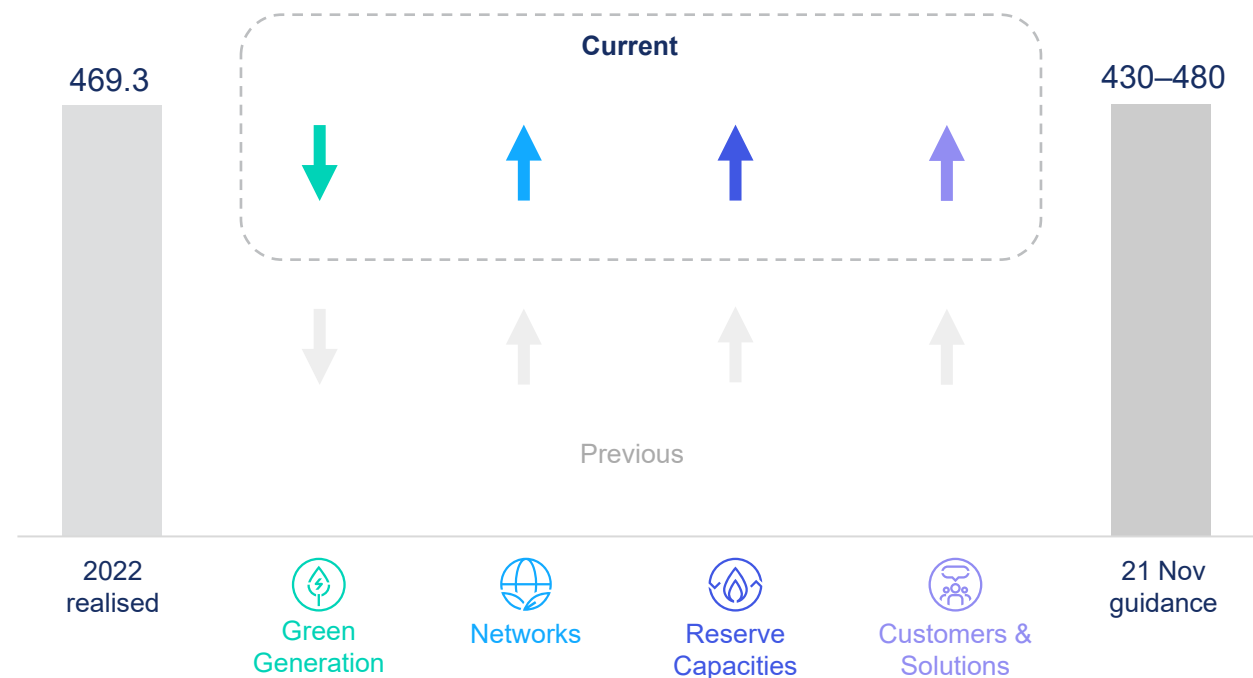 Current
469.3
430–480
Previous
2022
realised
Green
Generation
Networks
Reserve
Capacities
Customers &
Solutions
21 Nov
guidance